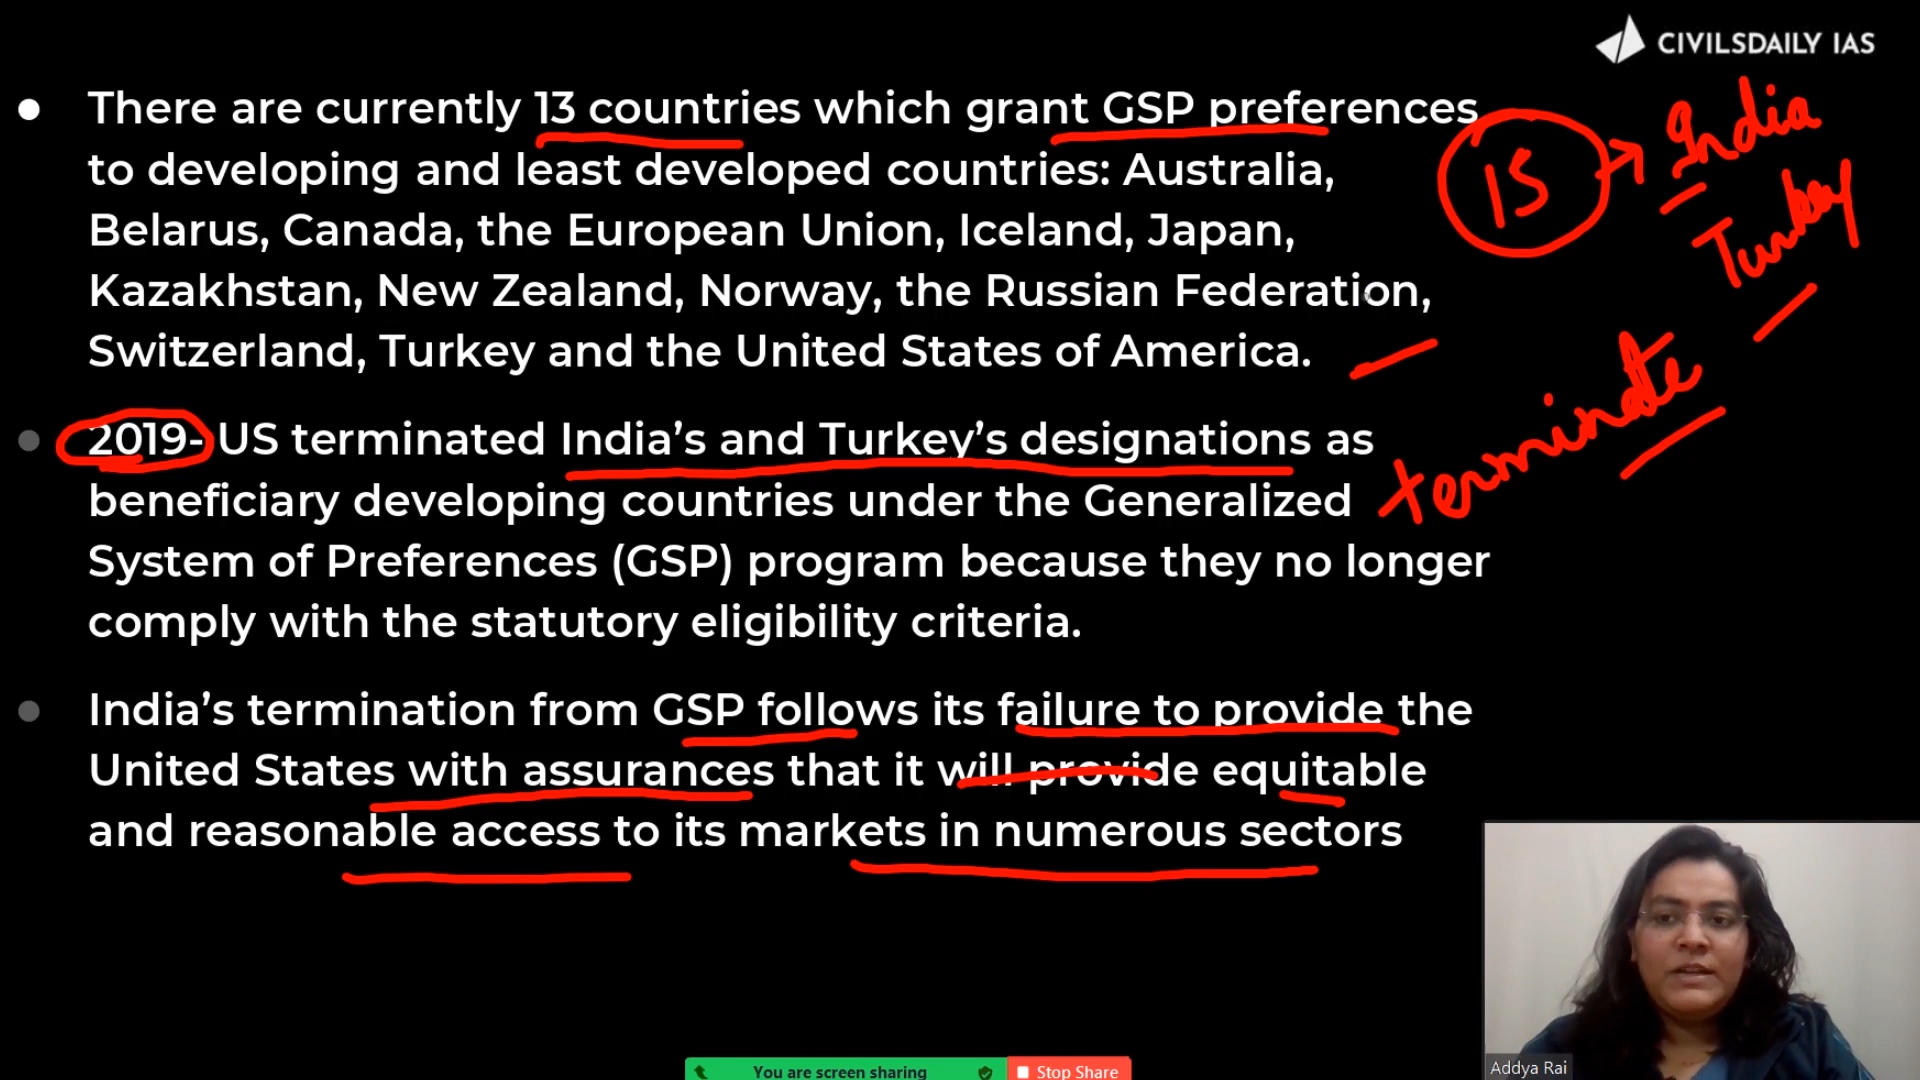 CIVILSDAILY IAS
There are currently 13 countries which grant GSP preferences
to developing and least developed countries: Australia,
Belarus, Canada, the European Union, Iceland, Japan,
Kazakhstan, New Zealand, Norway, the Russian Federation,
Switzerland, Turkey and the United States of America.
15 → India
Turkey
terminate
2019- US terminated India’s and Turkey’s designations as
beneficiary developing countries under the Generalized
System of Preferences (GSP) program because they no longer
comply with the statutory eligibility criteria.
India’s termination from GSP follows its failure to provide the
United States with assurances that it will provide equitable
and reasonable access to its markets in numerous sectors
Addya Rai
You are screen sharing
Stop Share